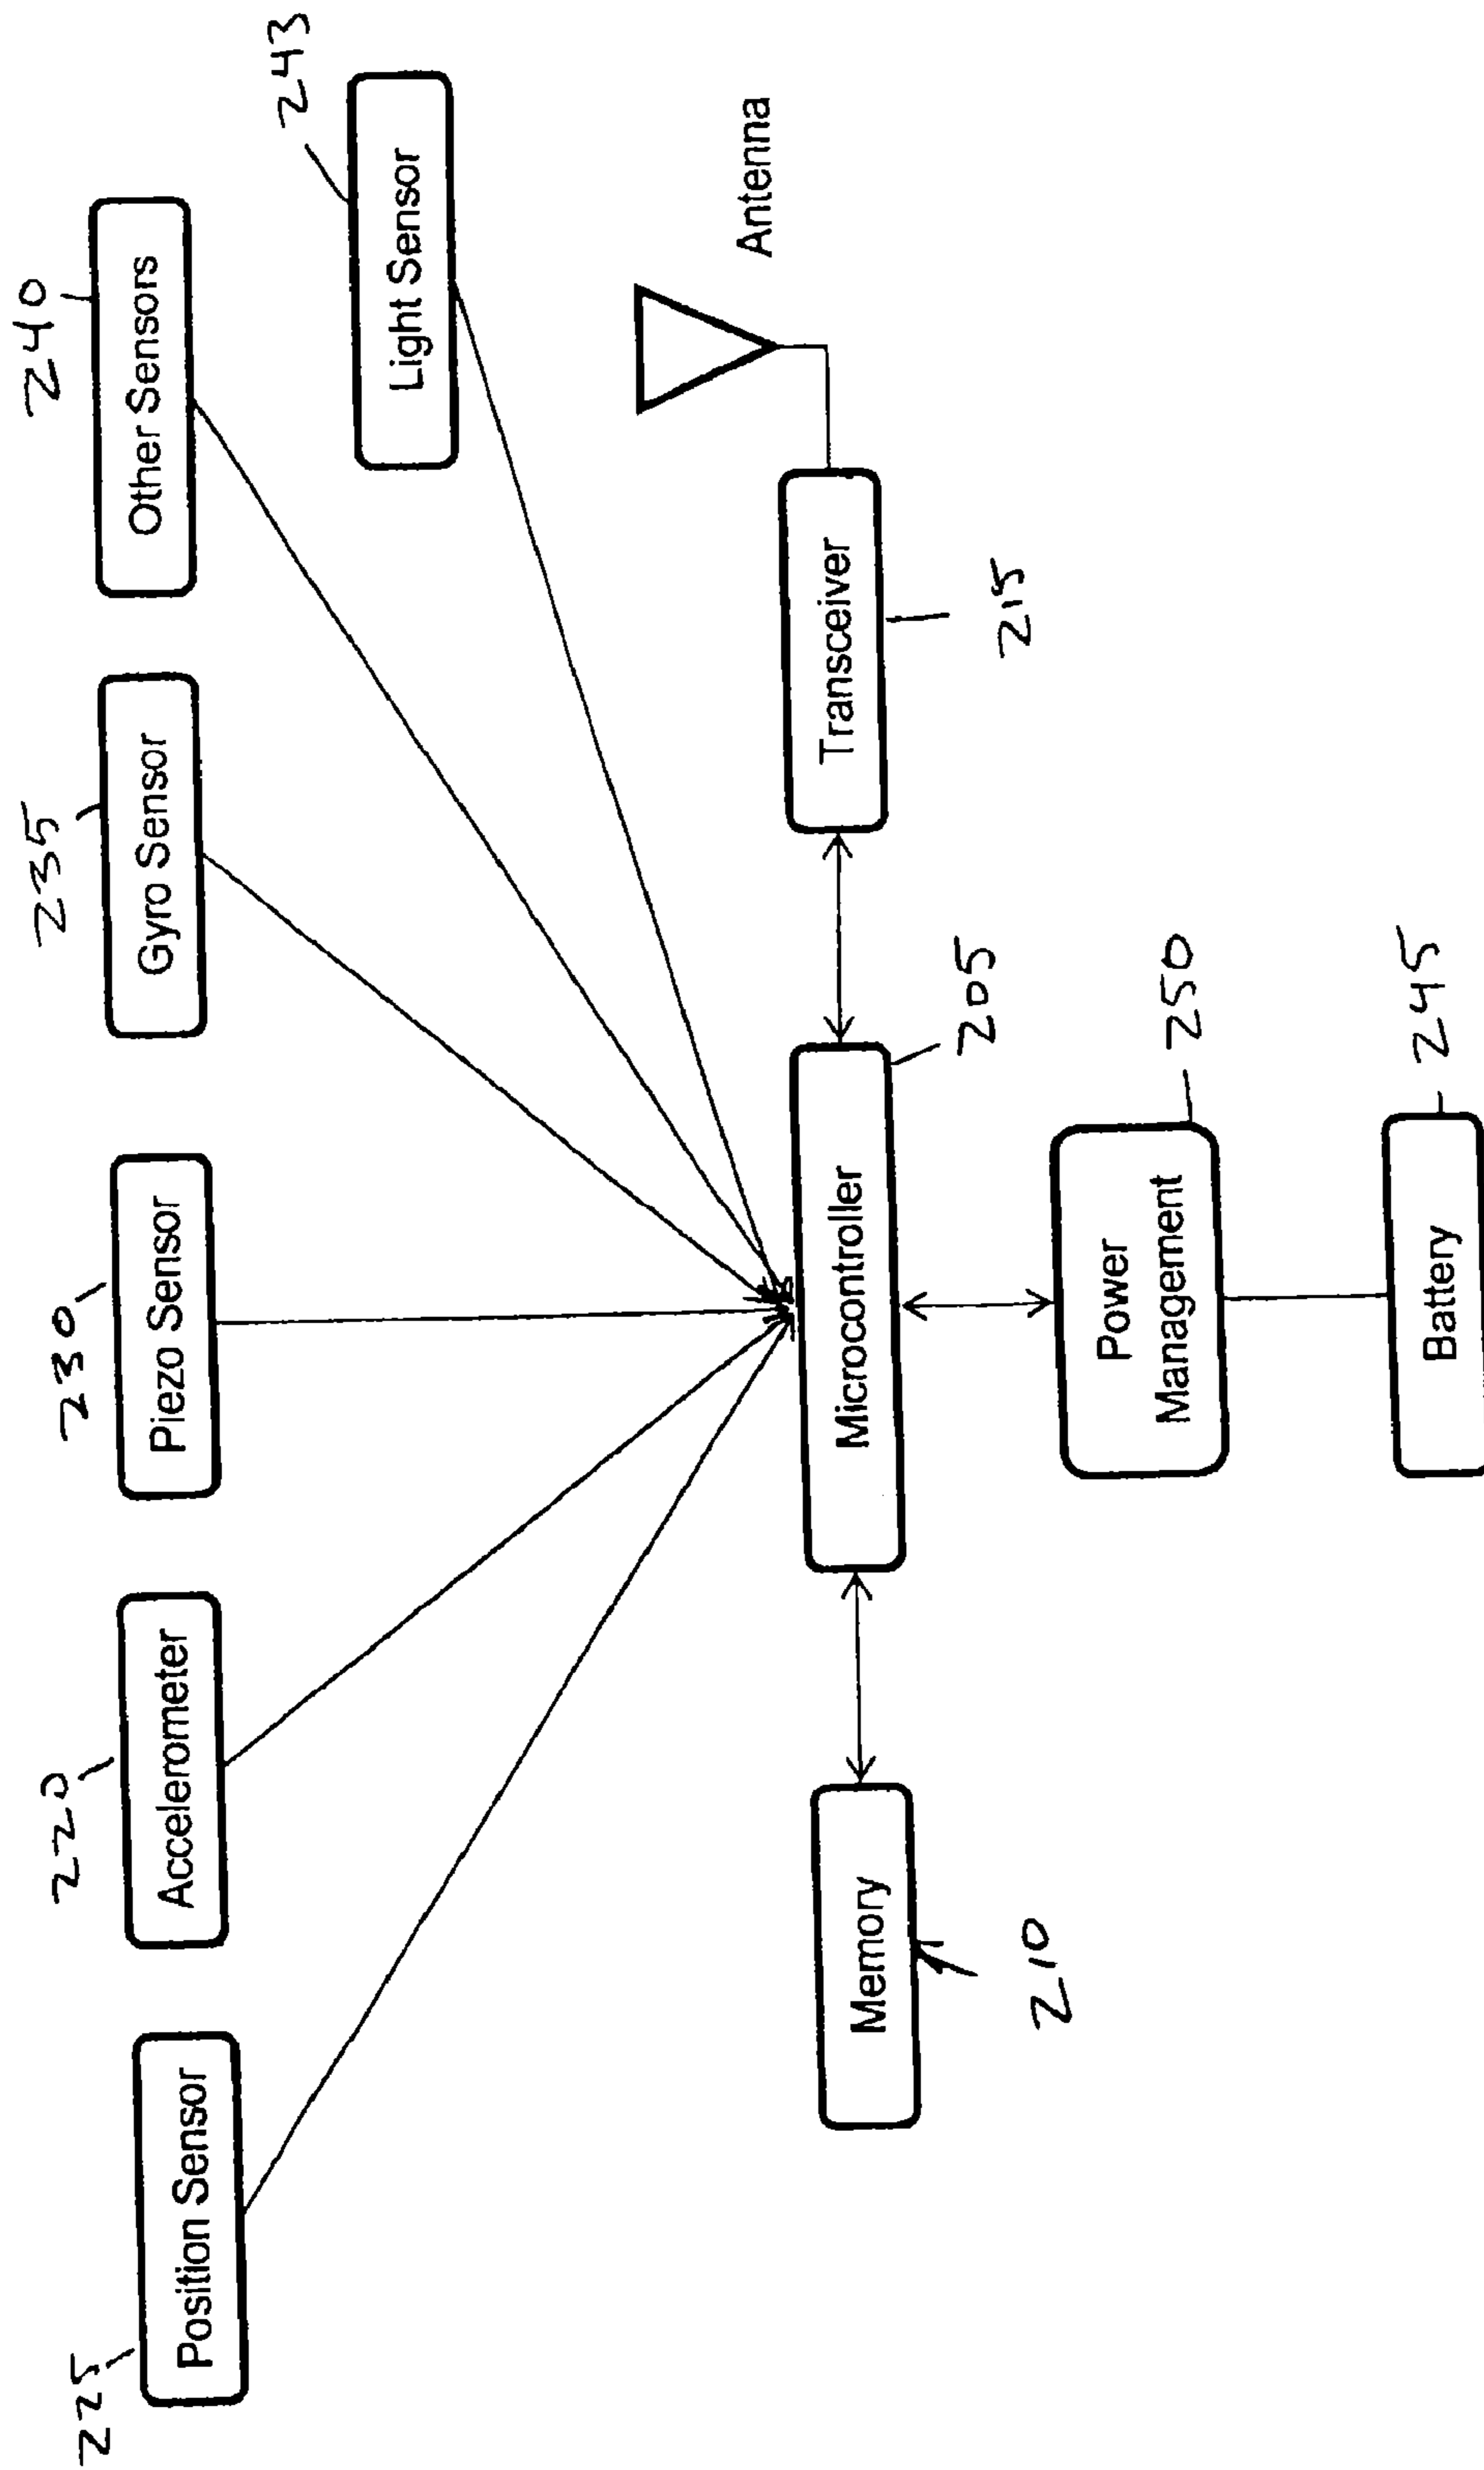 225
220
230
235
240
Position Sensor
Accelerometer
Piezo Sensor
Gyro Sensor
Other Sensors
243
Light Sensor
Antenna
Memory
Microcontroller
Transceiver
210
205
215
Power
Management
250
Battery
245